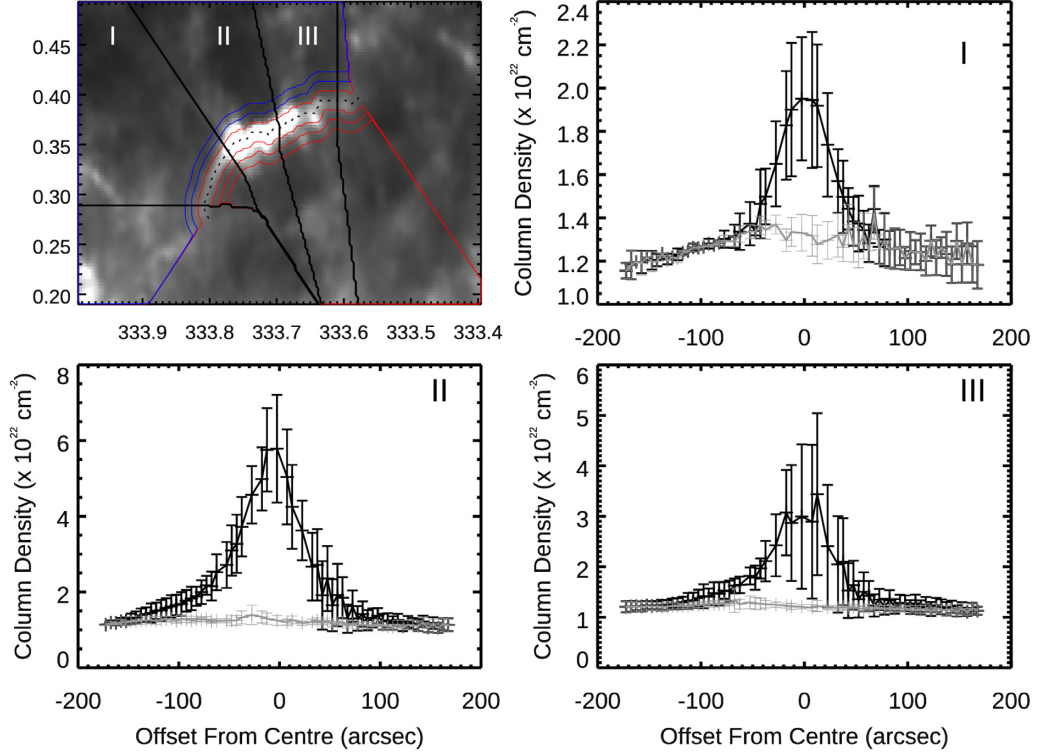 I II III
0.45
0.40
0.35
0.30
0.25
0.20
333.9 333.8 333.7 333.6 333.5 333.4
I
Column Density (x 10²² cm⁻²)
2.4
2.2
2.0
1.8
1.6
1.4
1.2
1.0
-200 -100 0 100 200
II
Column Density (x 10²² cm⁻²)
8
6
4
2
0
-200 -100 0 100 200
Offset From Centre (arcsec)
III
Column Density (x 10²² cm⁻²)
6
5
4
3
2
1
0
-200 -100 0 100 200
Offset From Centre (arcsec)